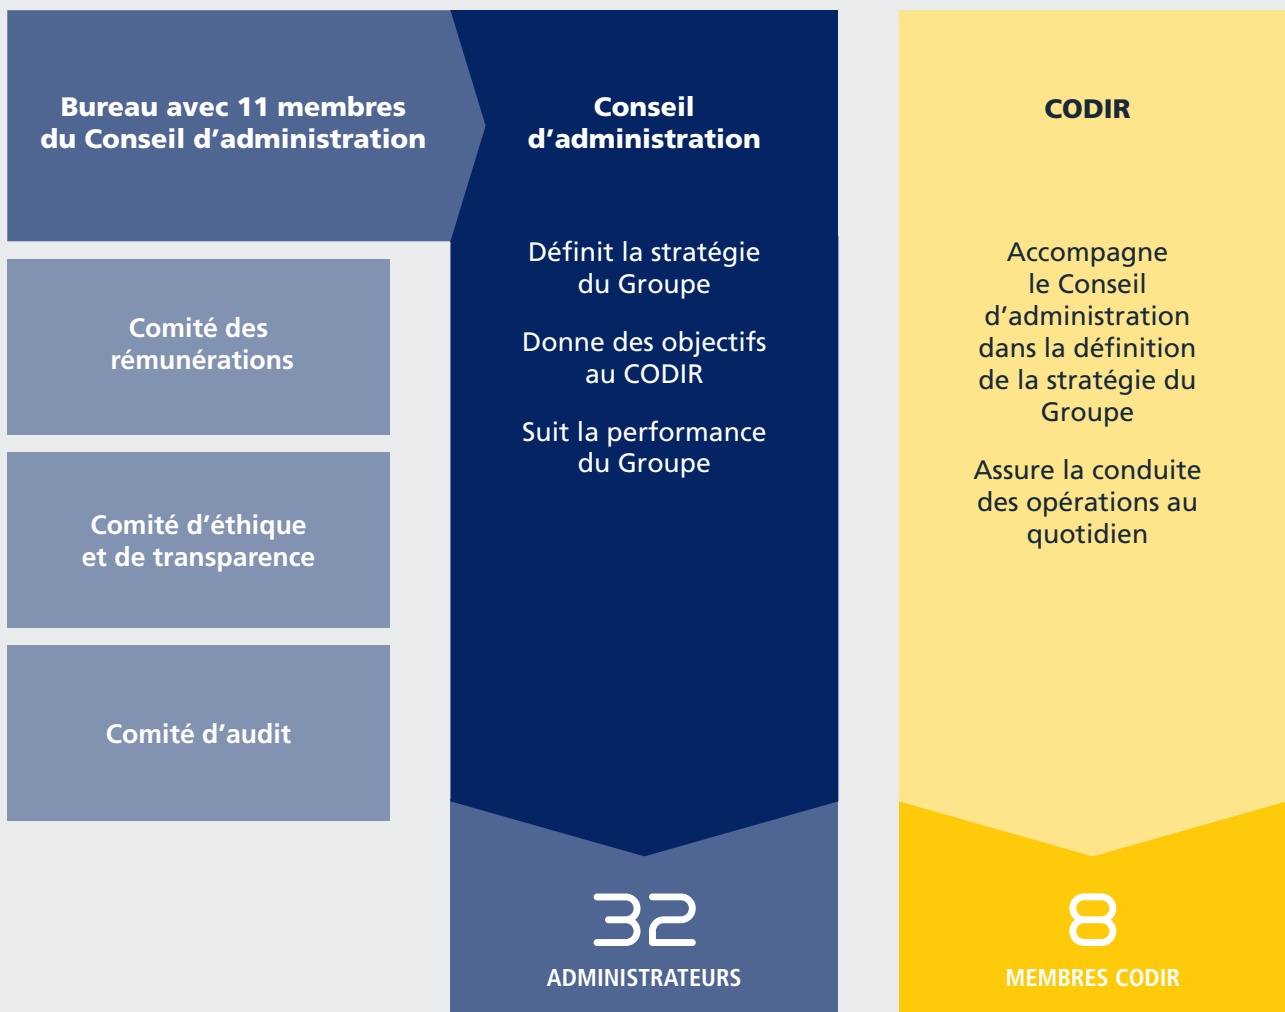 Bureau avec 11 membres
du Conseil d’administration
Comité des
rémunérations
Comité d’éthique
et de transparence
Comité d’audit
Conseil
d’administration
Définit la stratégie
du Groupe
Donne des objectifs
au CODIR
Suit la performance
du Groupe
32
ADMINISTRATEURS
CODIR
Accompagne
le Conseil
d’administration
dans la définition
de la stratégie du
Groupe
Assure la conduite
des opérations au
quotidien
8
MEMBRES CODIR